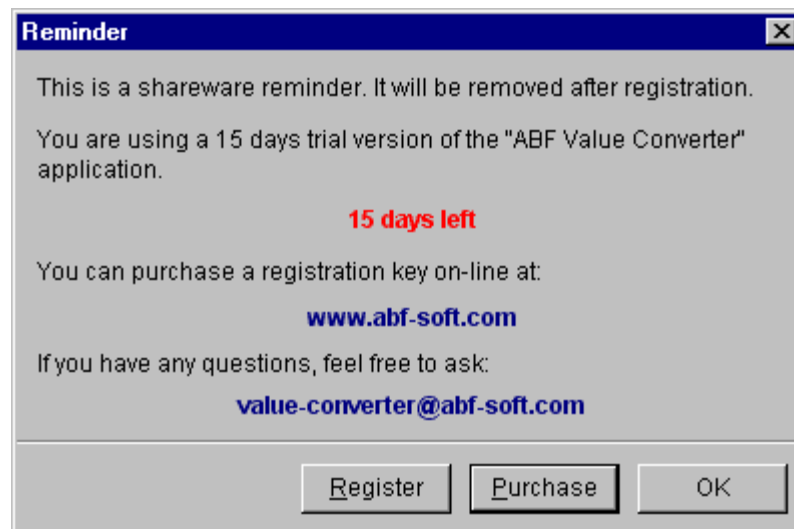 Reminder
This is a shareware reminder. It will be removed after registration.
You are using a 15 days trial version of the "ABF Value Converter"
application.
15 days left
You can purchase a registration key on-line at:
www.abf-soft.com
If you have any questions, feel free to ask:
value-converter@abf-soft.com
Register Purchase OK